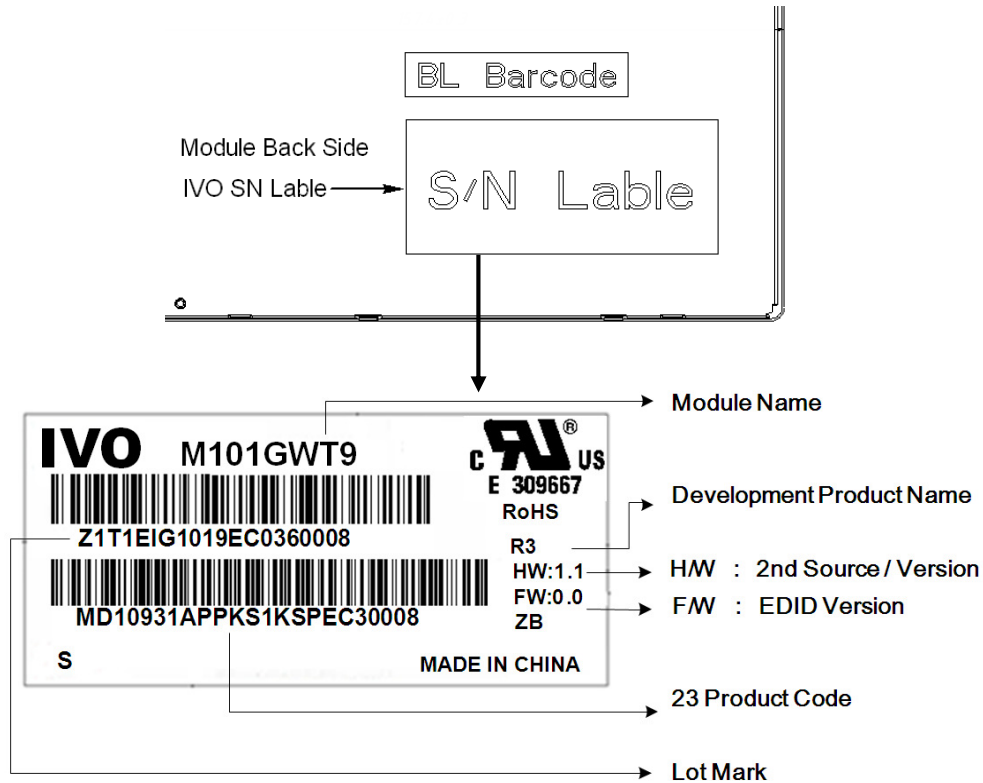 BL Barcode
Module Back Side
IVO SN Lable
S/N Lable
Module Name
IVO
M101GWT9
C RU ® US
E 309667
RoHS
Development Product Name
Z1T1EIG1019EC0360008
R3
HW:1.1
H/W : 2nd Source / Version
FW:0.0
F/W : EDID Version
MD10931APPKS1KSPEC30008
ZB
S
MADE IN CHINA
23 Product Code
Lot Mark